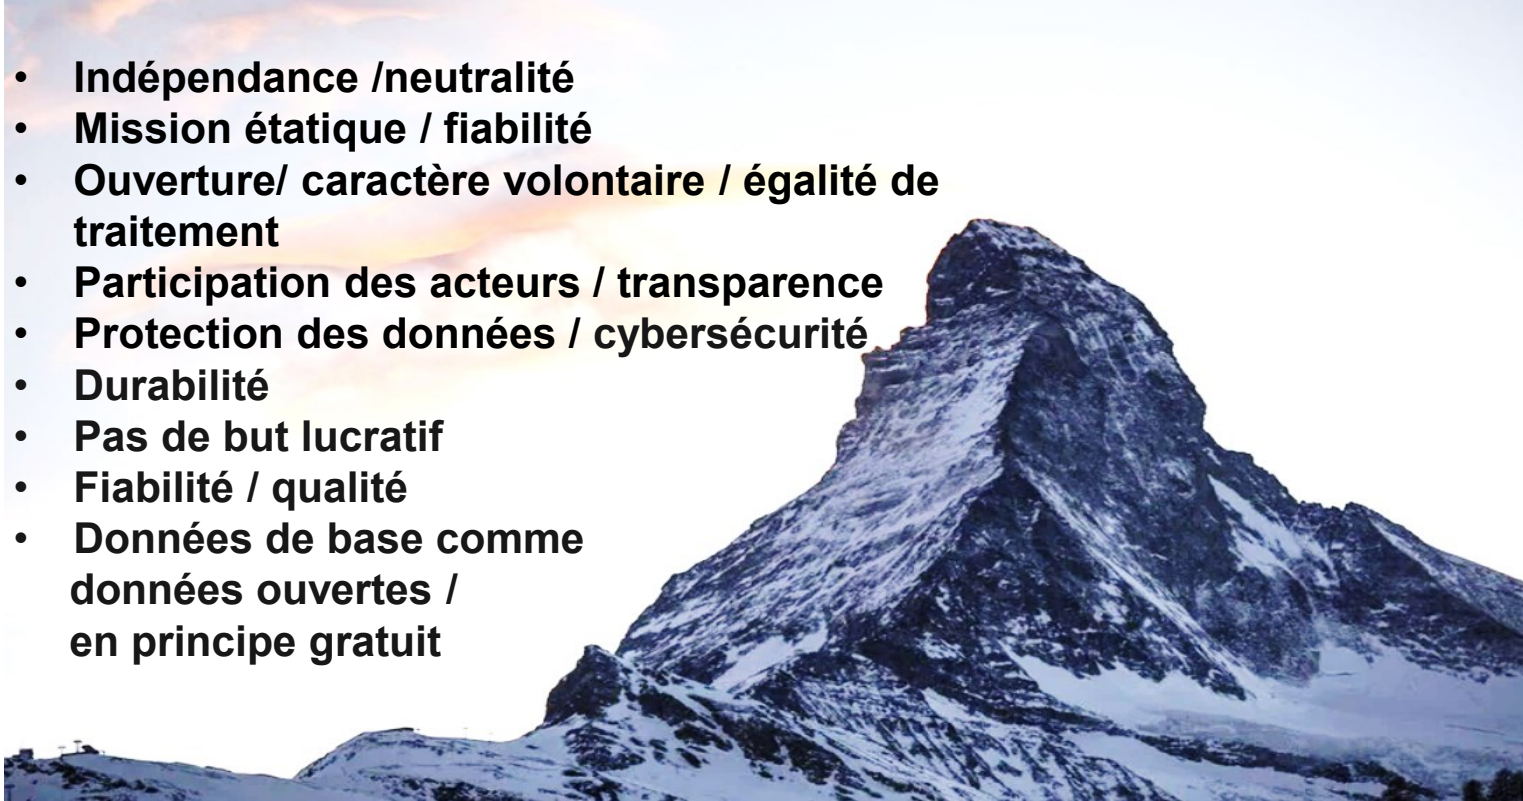 • Indépendance /neutralité
• Mission étatique / fiabilité
• Ouverture/ caractère volontaire / égalité de
traitement
• Participation des acteurs / transparence
• Protection des données / cybersécurité
• Durabilité
• Pas de but lucratif
• Fiabilité / qualité
• Données de base comme
données ouvertes /
en principe gratuit